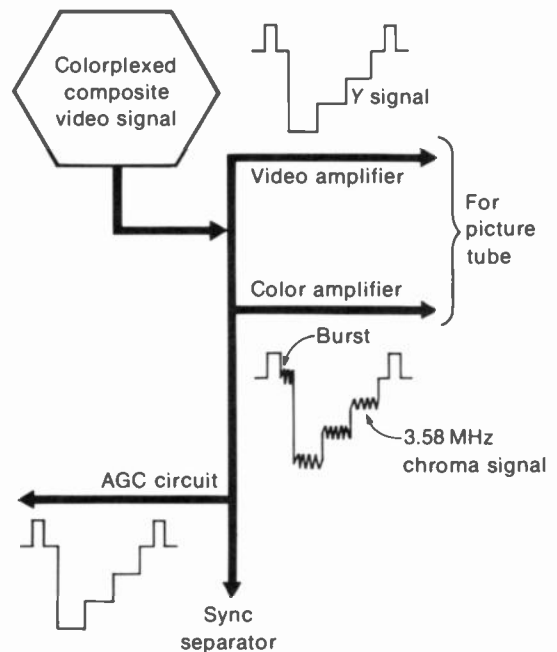 Colorplexed
composite
video signal
Y signal
Video amplifier
For
picture
tube
Color amplifier
Burst
3.58 MHz
chroma signal
AGC circuit
Sync
separator